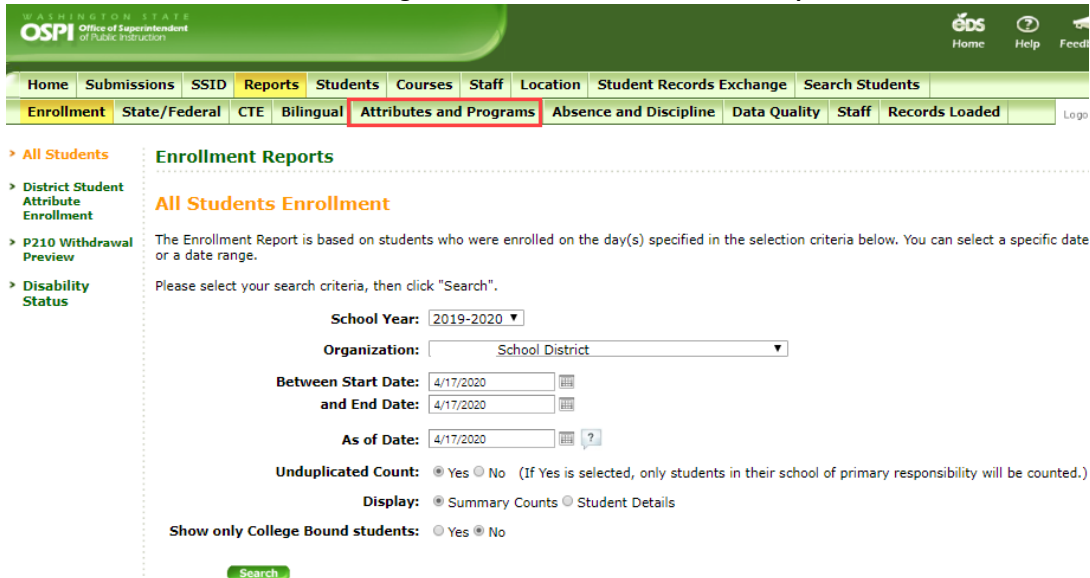 WASHINGTON STATE
OSPI Office of Superintendent
of Public Instruction
eDS
Home Help
Home Submissions SSID Reports Students Courses Staff Location Student Records Exchange Search Students
Enrollment State/Federal CTE Bilingual Attributes and Programs Absence and Discipline Data Quality Staff Records Loaded
> All Students
> District Student
Attribute
Enrollment
> P210 Withdrawal
Preview
> Disability
Status
Enrollment Reports
All Students Enrollment
The Enrollment Report is based on students who were enrolled on the day(s) specified in the selection criteria below. You can select a specific date
or a date range.
Please select your search criteria, then click "Search".
School Year: 2019-2020 ▼
Organization: School District ▼
Between Start Date: 4/17/2020
and End Date: 4/17/2020
As of Date: 4/17/2020 ?
Unduplicated Count: Yes No (If Yes is selected, only students in their school of primary responsibility will be counted.)
Display: Summary Counts Student Details
Show only College Bound students: Yes No
Search